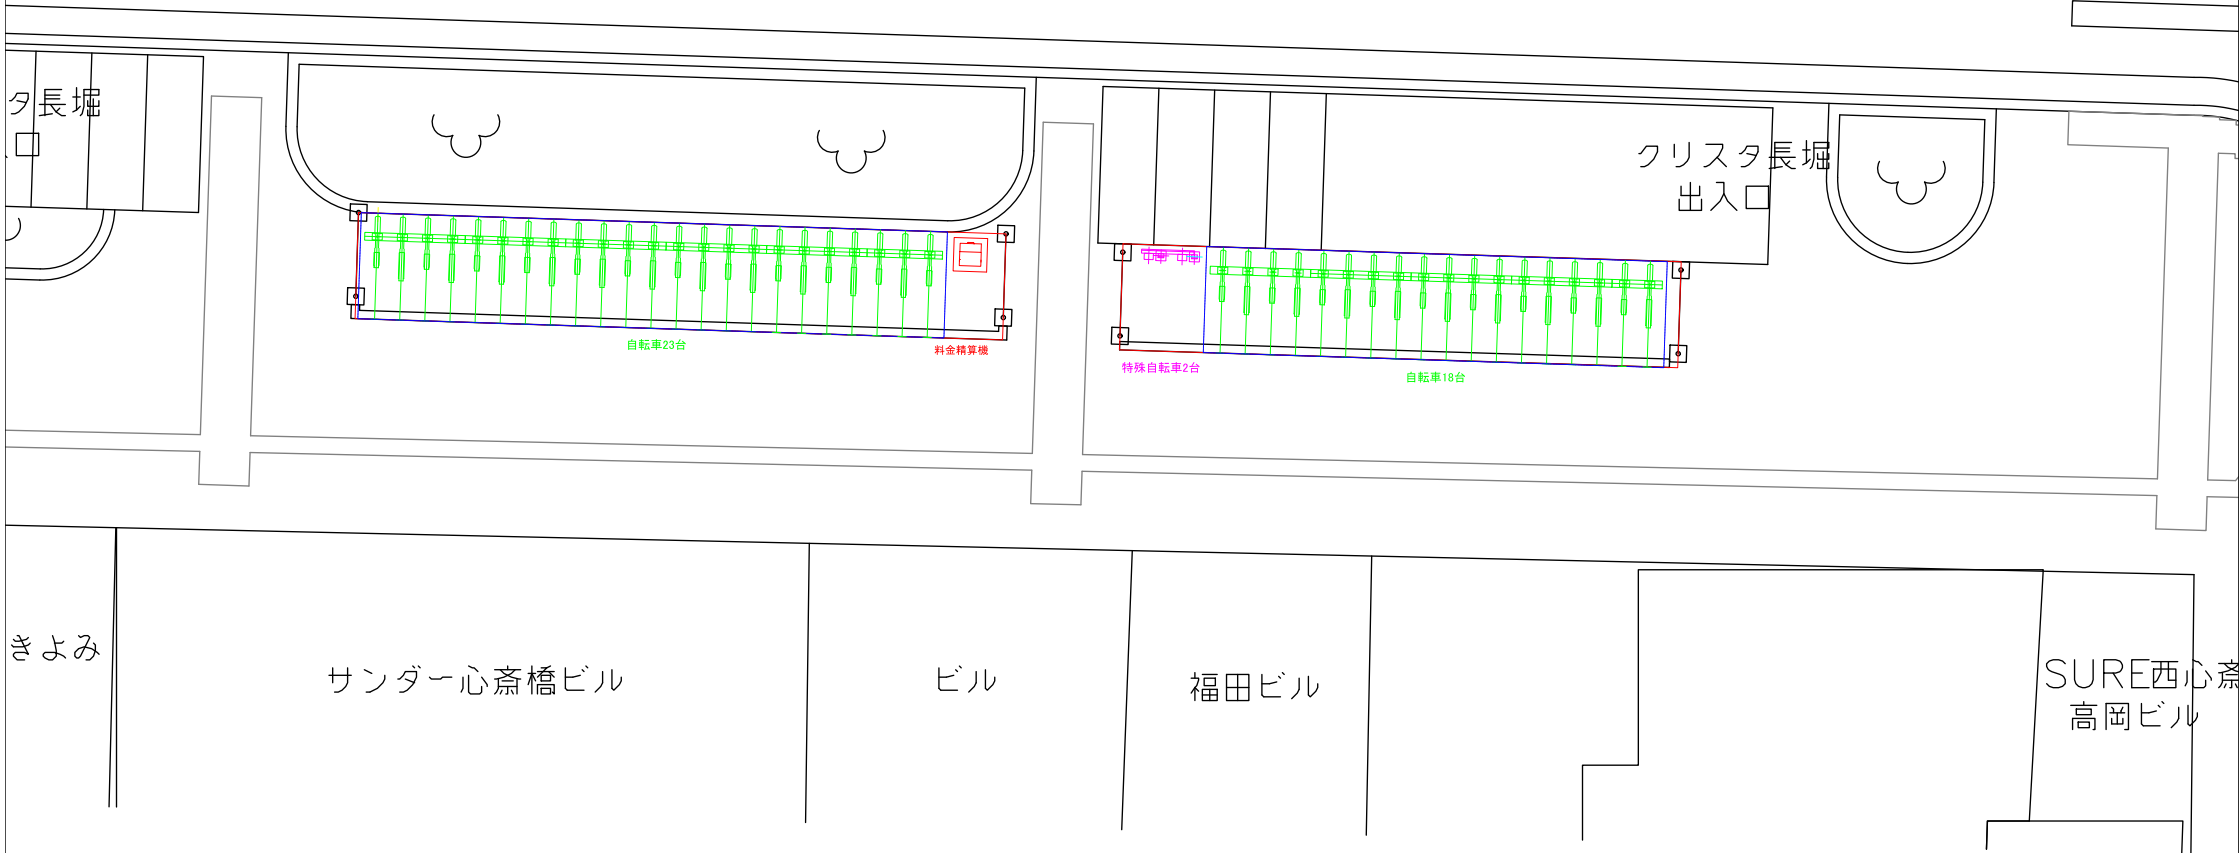 タ長堀
口
クリスタ長堀
出入口
自転車23台
料金精算機
特殊自転車2台
自転車18台
きよみ
サンダー心斎橋ビル
ビル
福田ビル
SURE西心斎
高岡ビル